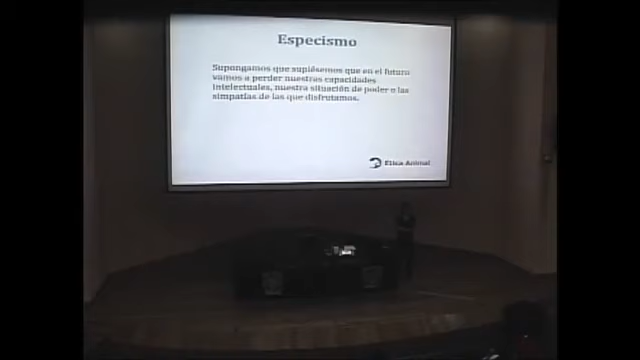 Especismo
Supongamos que supiésemos que en el futuro
vamos a perder nuestras capacidades
intelectuales, nuestra situación de poder o las
simpatías de las que disfrutamos.
Ética Animal